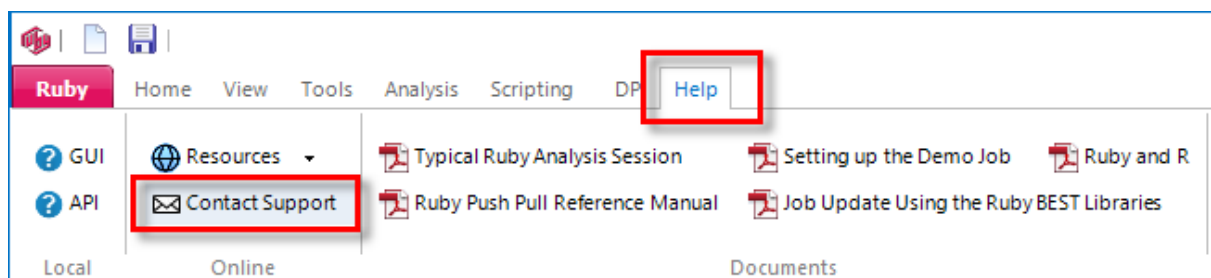 Ruby Home View Tools Analysis Scripting DP Help
GUI Resources Typical Ruby Analysis Session Setting up the Demo Job Ruby and R
API Contact Support Ruby Push Pull Reference Manual Job Update Using the Ruby BEST Libraries
Local Online Documents